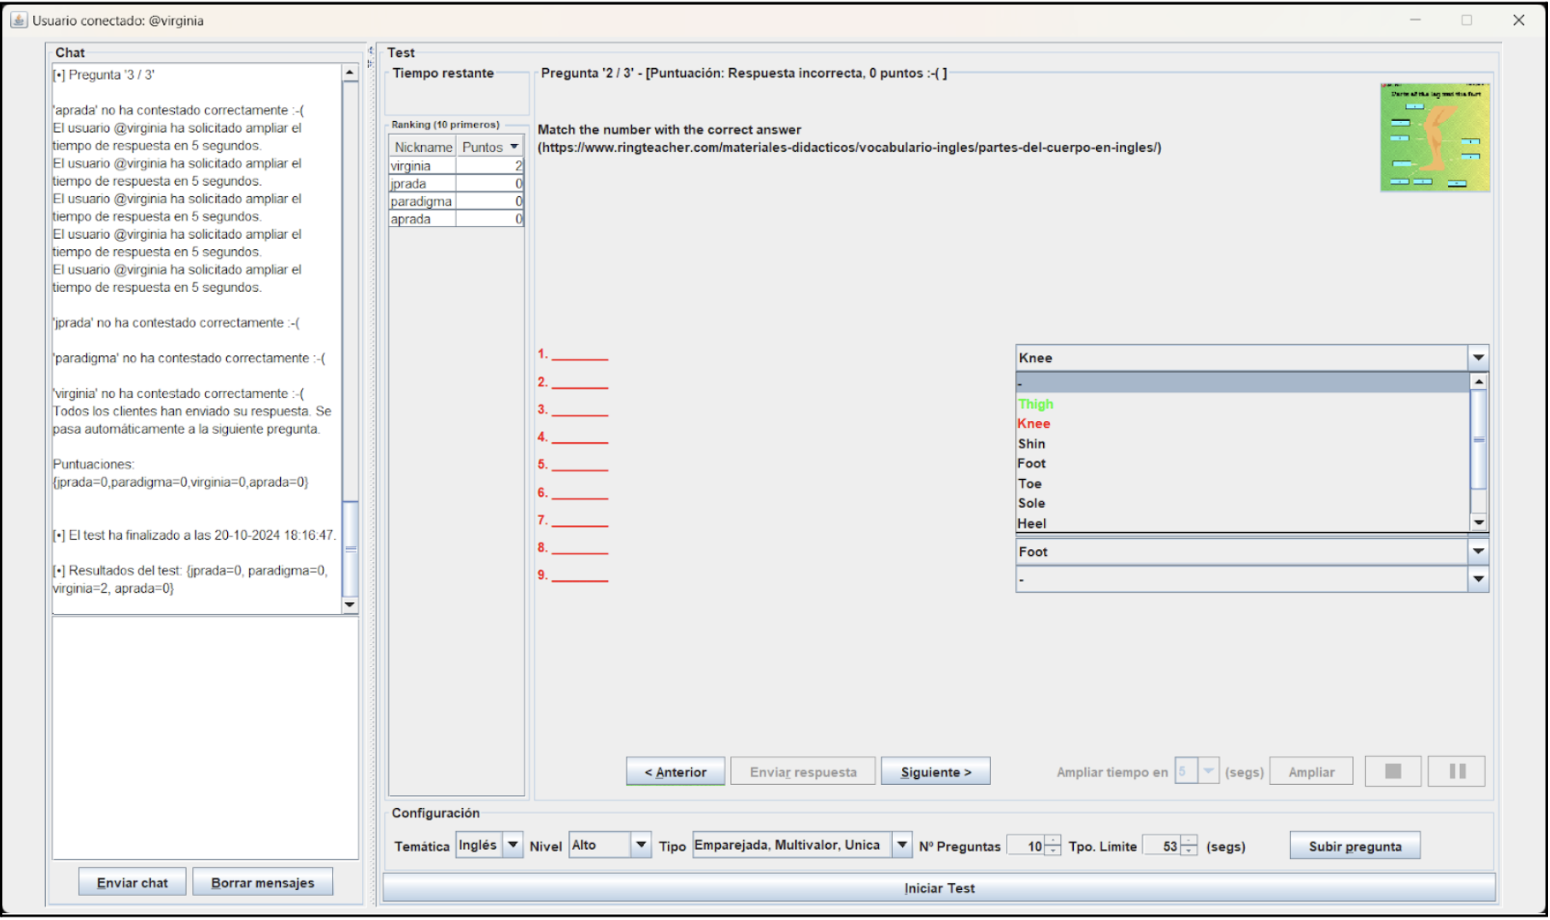 Usuario conectado: @virginia
Chat
[•] Pregunta '3 / 3'
'aprada' no ha contestado correctamente :-(
El usuario @virginia ha solicitado ampliar el
tiempo de respuesta en 5 segundos.
El usuario @virginia ha solicitado ampliar el
tiempo de respuesta en 5 segundos.
El usuario @virginia ha solicitado ampliar el
tiempo de respuesta en 5 segundos.
El usuario @virginia ha solicitado ampliar el
tiempo de respuesta en 5 segundos.
El usuario @virginia ha solicitado ampliar el
tiempo de respuesta en 5 segundos.
'jprada' no ha contestado correctamente :-(
'paradigma' no ha contestado correctamente :-(
'virginia' no ha contestado correctamente :-(
Todos los clientes han enviado su respuesta. Se
pasa automáticamente a la siguiente pregunta.
Puntuaciones:
{jprada=0,paradigma=0,virginia=0,aprada=0}
[•] El test ha finalizado a las 20-10-2024 18:16:47.
[•] Resultados del test: {jprada=0, paradigma=0,
virginia=2, aprada=0}
Enviar chat
Borrar mensajes
Test
Tiempo restante
Ranking (10 primeros)
Nickname Puntos
virginia 2
jprada 0
paradigma 0
aprada 0
Pregunta '2 / 3' - [Puntuación: Respuesta incorrecta, 0 puntos :-( ]
Match the number with the correct answer
(https://www.ringteacher.com/materiales-didacticos/vocabulario-ingles/partes-del-cuerpo-en-ingles/)
Parts of the leg and the foot
1. ________
2. ________
3. ________
4. ________
5. ________
6. ________
7. ________
8. ________
9. ________
Knee
-
Thigh
Knee
Shin
Foot
Toe
Sole
Heel
Foot
-
< Anterior
Enviar respuesta
Siguiente >
Ampliar tiempo en 5 (segs)
Ampliar
Configuración
Temática Inglés Nivel Alto Tipo Emparejada, Multivalor, Unica Nº Preguntas 10 Tpo. Limite 53 (segs)
Subir pregunta
Iniciar Test